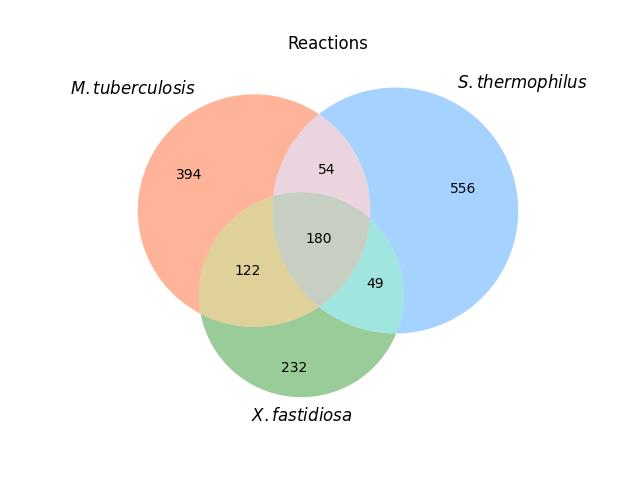 Reactions
M.tuberculosis
S.thermophilus
394
54
556
180
122
49
232
X.fastidiosa